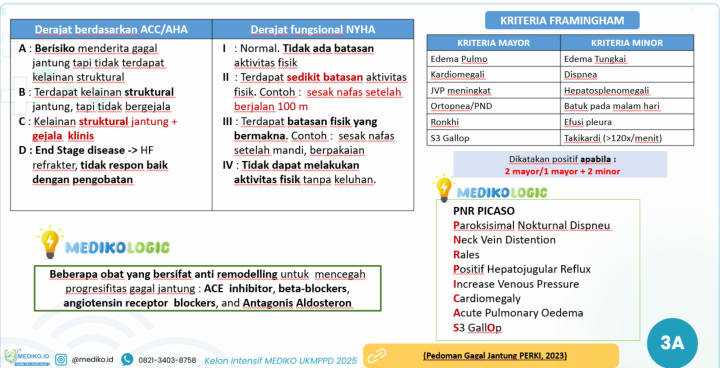 Derajat berdasarkan ACC/AHA
A : Berisiko menderita gagal
jantung tapi tidak terdapat
kelainan struktural
B : Terdapat kelainan struktural
jantung, tapi tidak bergejala
C : Kelainan struktural jantung +
gejala klinis
D : End Stage disease -> HF
refrakter, tidak respon baik
dengan pengobatan
Derajat fungsional NYHA
I : Normal. Tidak ada batasan
aktivitas fisik
II : Terdapat sedikit batasan aktivitas
fisik. Contoh : sesak nafas setelah
berjalan 100 m
III : Terdapat batasan fisik yang
bermakna. Contoh : sesak nafas
setelah mandi, berpakaian
IV : Tidak dapat melakukan
aktivitas fisik tanpa keluhan.
KRITERIA FRAMINGHAM
KRITERIA MAYOR KRITERIA MINOR
Edema Pulmo Edema Tungkai
Kardiomegali Dispnea
JVP meningkat Hepatosplenomegali
Ortopnea/PND Batuk pada malam hari
Ronkhi Efusi pleura
S3 Gallop Takikardi (>120x/menit)
Dikatakan positif apabila :
2 mayor/1 mayor + 2 minor
MEDIKOLOGIC
PNR PICASO
Paroksisimal Nokturnal Dispneu
Neck Vein Distention
Rales
Positif Hepatojugular Reflux
Increase Venous Pressure
Cardiomegaly
Acute Pulmonary Oedema
S3 GallOp
MEDIKOLOGIC
Beberapa obat yang bersifat anti remodelling untuk mencegah
progresifitas gagal jantung : ACE inhibitor, beta-blockers,
angiotensin receptor blockers, and Antagonis Aldosteron
MEDIKO.ID
@mediko.id
0821-3403-8758
Kelon Intensif MEDIKO UKMPPD 2025
(Pedoman Gagal Jantung PERKI, 2023)
3A